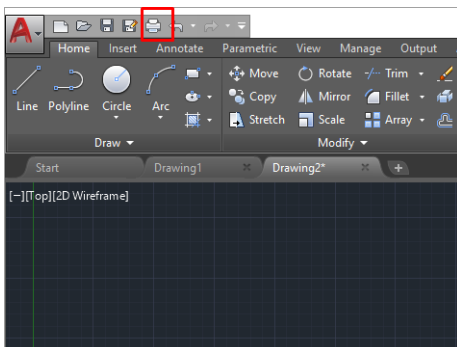 A
Home Insert Annotate Parametric View Manage Output
Line Polyline Circle Arc
Move Rotate Trim
Copy Mirror Fillet
Stretch Scale Array
Draw Modify
Start Drawing1 Drawing2* +
[−][Top][2D Wireframe]